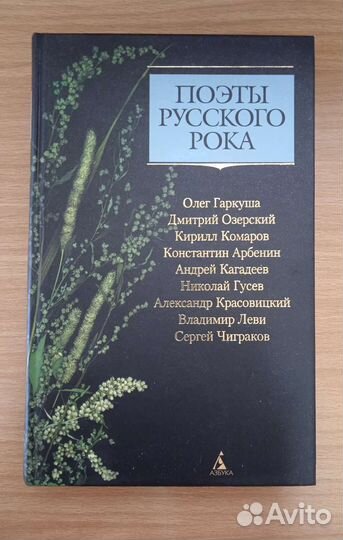 ПОЭТЫ
РУССКОГО
РОКА
Олег Гаркуша
Дмитрий Озерский
Кирилл Комаров
Константин Арбенин
Андрей Кагадеев
Николай Гусев
Александр Красовицкий
Владимир Леви
Сергей Чиграков
АЗБУКА
Avito